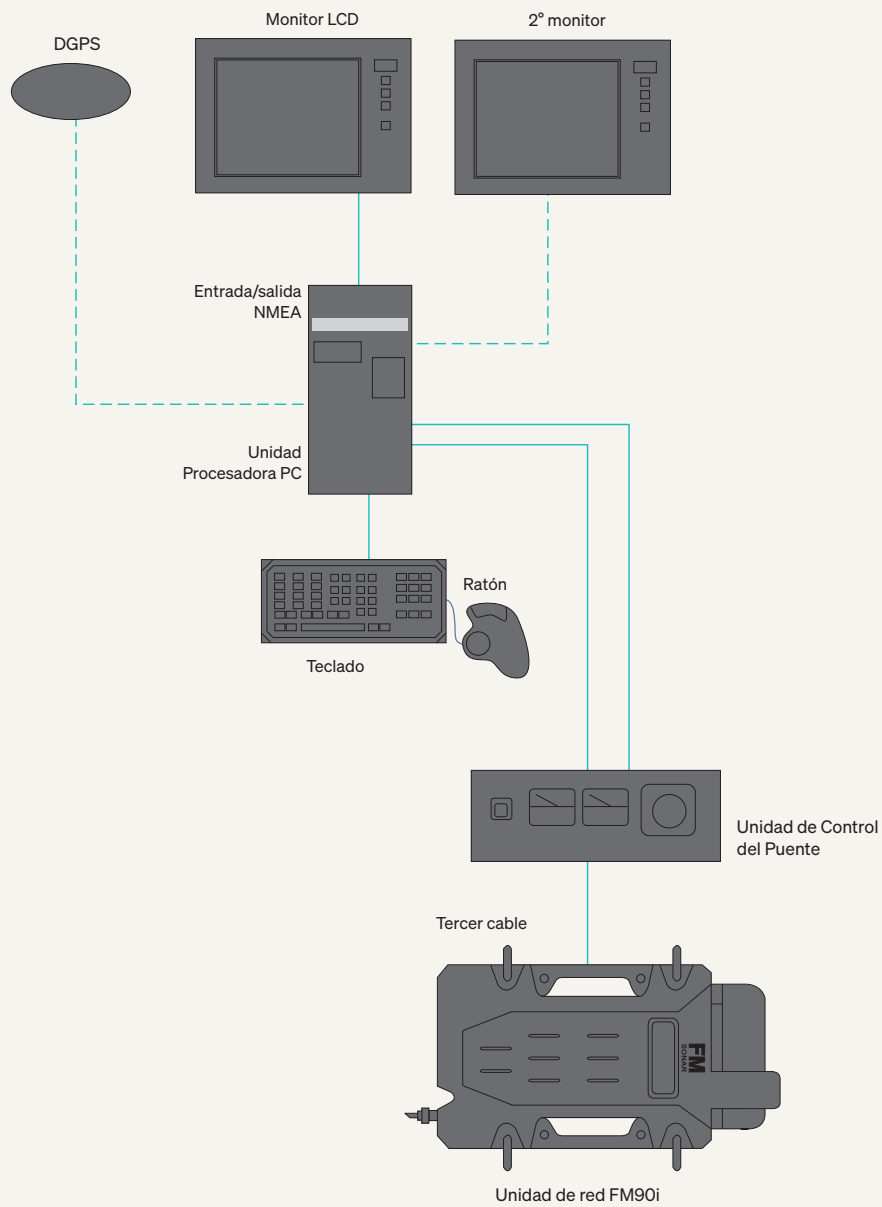 Monitor LCD
2° monitor
DGPS
Entrada/salida
NMEA
Unidad
Procesadora PC
Ratón
Teclado
Unidad de Control
del Puente
Tercer cable
FM
SONAR
Unidad de red FM90i